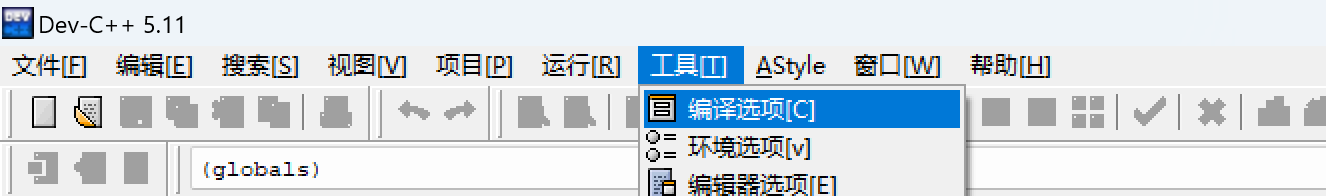 Dev-C++ 5.11
文件[F] 编辑[E] 搜索[S] 视图[V] 项目[P] 运行[R] 工具[T] AStyle 窗口[W] 帮助[H]
编译选项[C]
环境选项[v]
(globals)
编辑器选项[E]